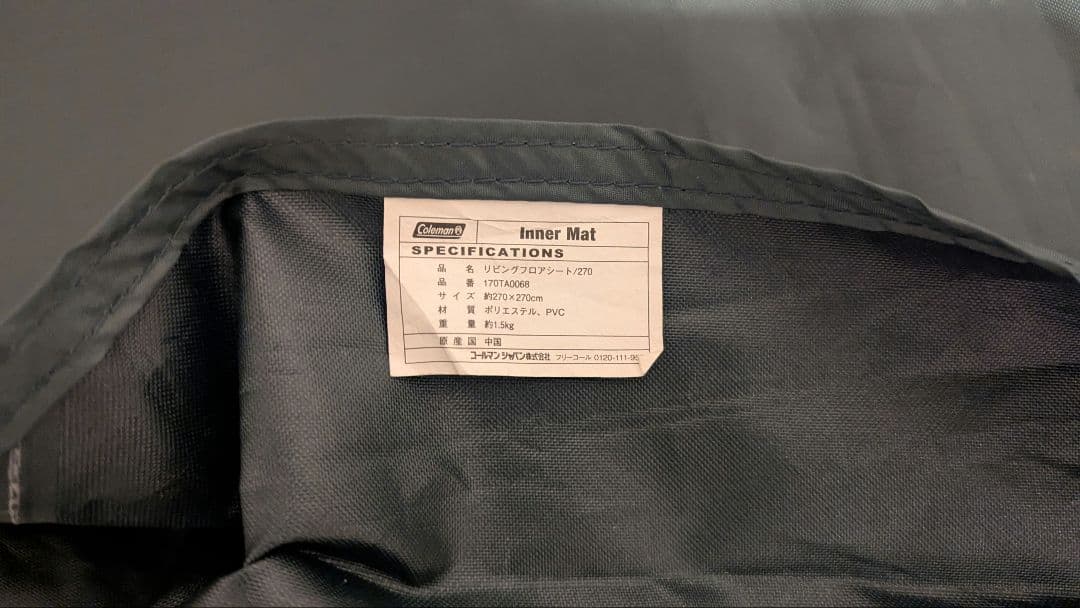 Coleman Inner Mat
SPECIFICATIONS
品 名 リビングフロアシート/270
品 番 170TA0068
サ イ ズ 約270×270cm
材 質 ポリエステル、PVC
重 量 約1.5kg
原 産 国 中国
コールマン ジャパン株式会社 フリーコール 0120-111-95